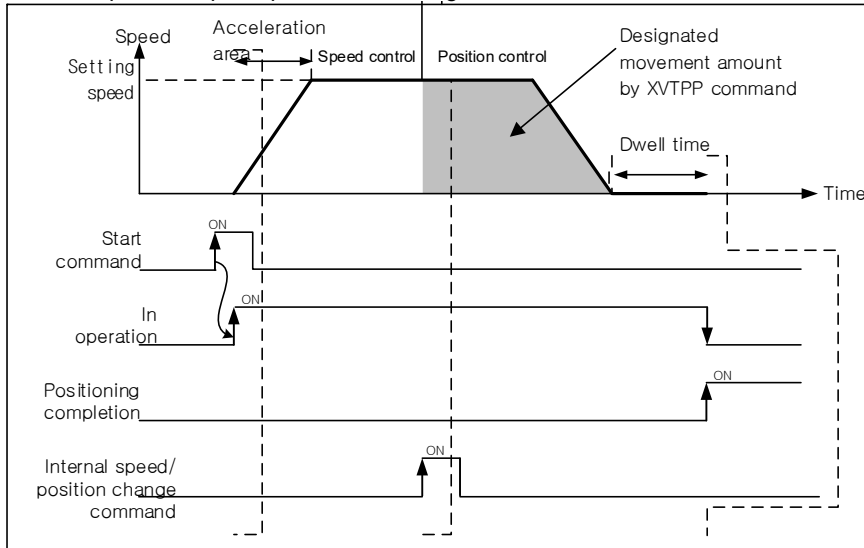 Speed
Acceleration
area
Speed control
Position control
Designated
movement amount
by XVTPP command
Setting
speed
Dwell time
Time
ON
Start
command
ON
In
operation
ON
Positioning
completion
ON
Internal speed/
position change
command